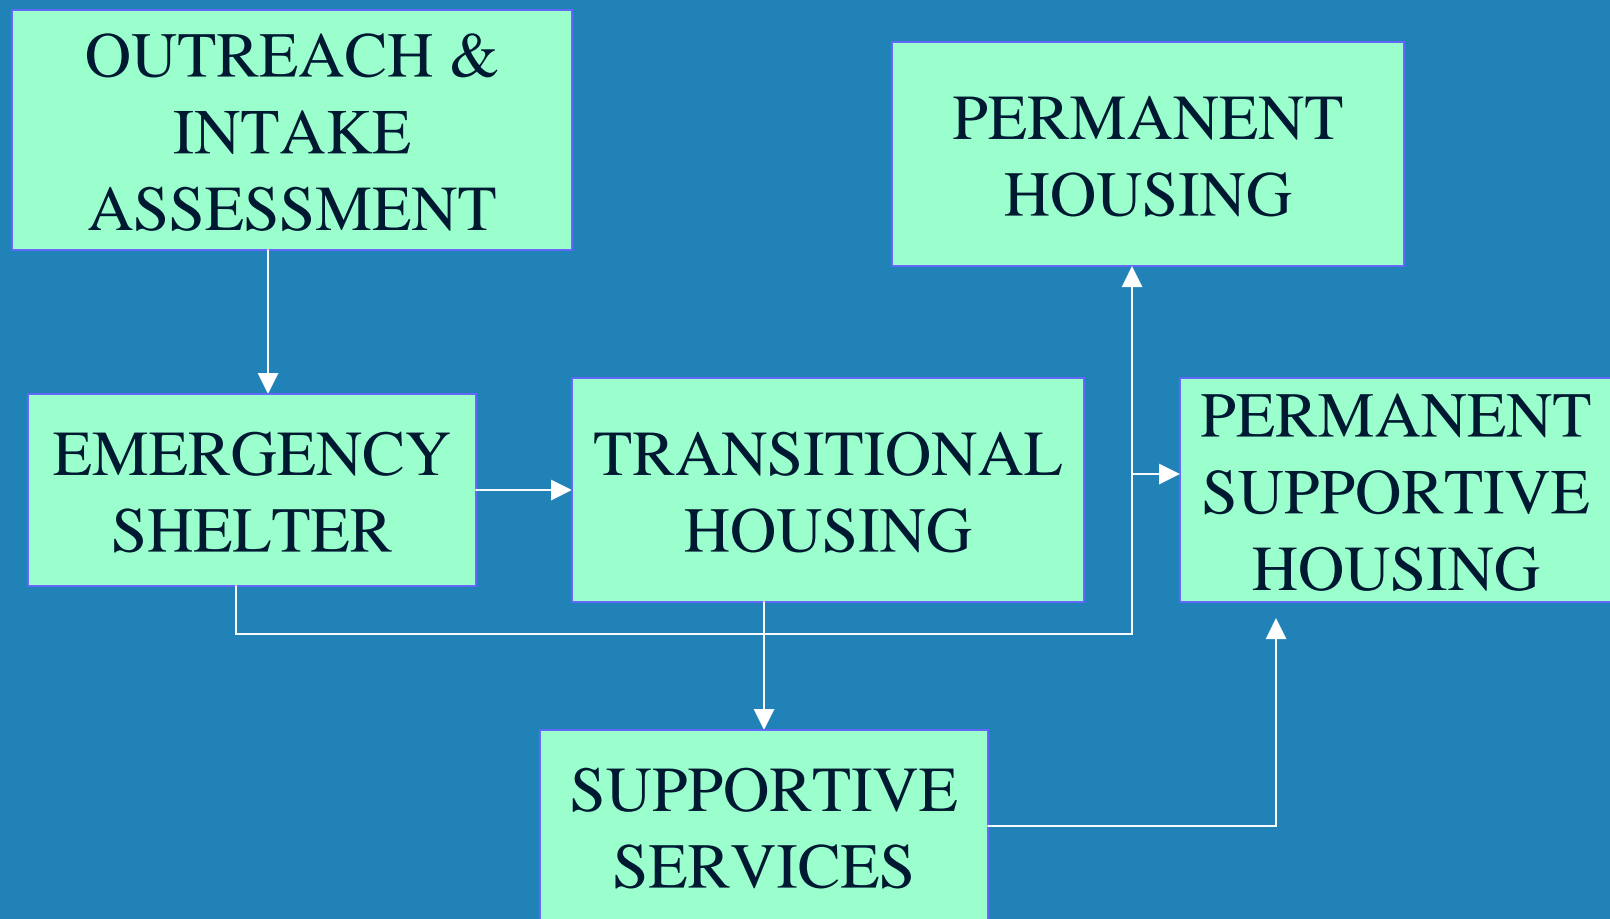 OUTREACH &
INTAKE
ASSESSMENT
PERMANENT
HOUSING
EMERGENCY
SHELTER
TRANSITIONAL
HOUSING
PERMANENT
SUPPORTIVE
HOUSING
SUPPORTIVE
SERVICES